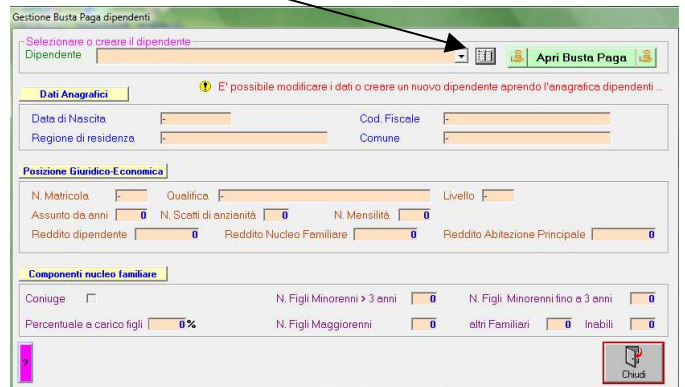 Gestione Busta Paga dipendenti
Selezionare o creare il dipendente
Dipendente Apri Busta Paga
E' possibile modificare i dati o creare un nuovo dipendente aprendo l'anagrafica dipendenti ...
Dati Anagrafici
Data di Nascita - Cod. Fiscale -
Regione di residenza - Comune -
Posizione Giuridico-Economica
N. Matricola - Qualifica - Livello -
Assunto da anni 0 N. Scatti di anzianità 0 N. Mensilità 0
Reddito dipendente 0 Reddito Nucleo Familiare 0 Reddito Abitazione Principale 0
Componenti nucleo familiare
Coniuge N. Figli Minorenni > 3 anni 0 N. Figli Minorenni fino a 3 anni 0
Percentuale a carico figli 0 % N. Figli Maggiorenni 0 altri Familiari 0 Inabili 0
? Chiudi